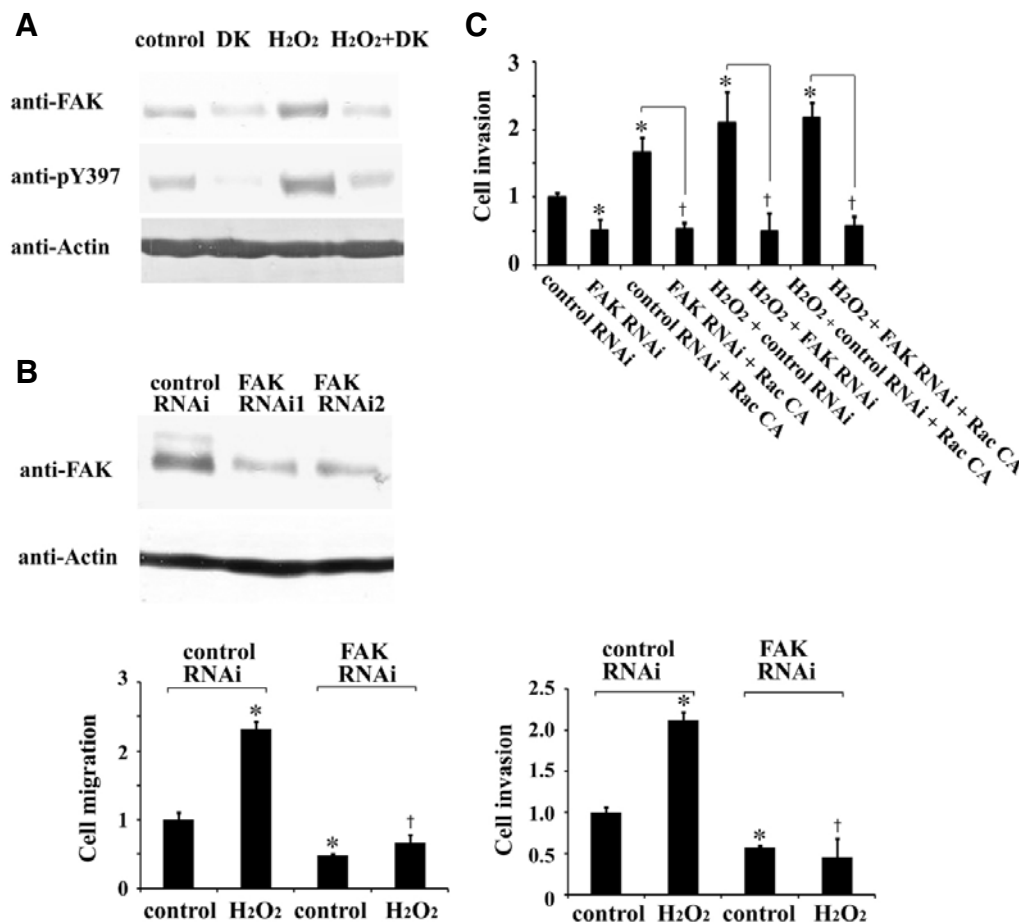 A
cotnrol DK H2O2 H2O2+DK
anti-FAK
anti-pY397
anti-Actin
B
control RNAi
FAK RNAi1
FAK RNAi2
anti-FAK
anti-Actin
control RNAi
FAK RNAi
Cell migration
3
2
1
0
*
*
†
control H2O2 control H2O2
C
Cell invasion
3
2
1
0
*
*
†
*
†
*
†
control RNAi
FAK RNAi
control RNAi + Rac CA
FAK RNAi + Rac CA
H2O2 + control RNAi
H2O2 + FAK RNAi
H2O2 + control RNAi + Rac CA
H2O2 + FAK RNAi + Rac CA
control RNAi
FAK RNAi
Cell invasion
2.5
2.0
1.5
1.0
0.5
0
*
*
†
control H2O2 control H2O2